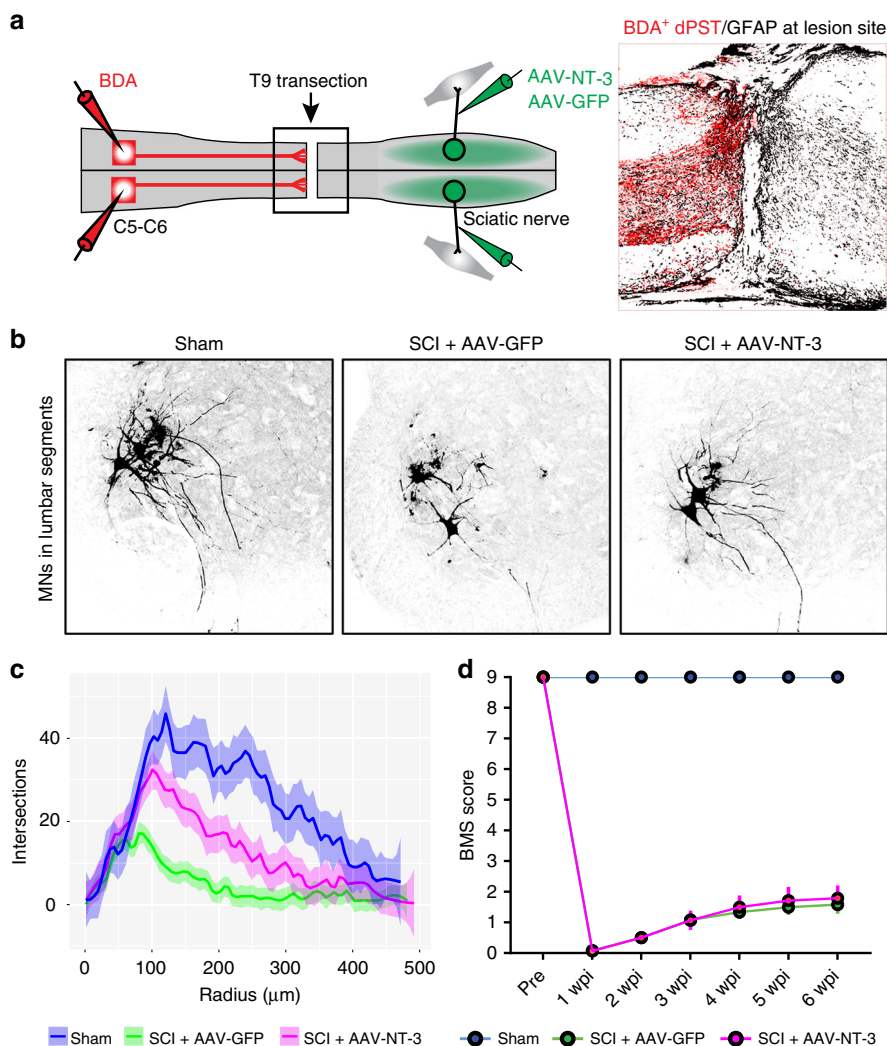 a
BDA
T9 transection
AAV-NT-3
AAV-GFP
C5-C6
Sciatic nerve
BDA⁺ dPST/GFAP at lesion site
b
Sham
SCI + AAV-GFP
SCI + AAV-NT-3
MNs in lumbar segments
c
Intersections
40
20
0
0
100
200
300
400
500
Radius (μm)
Sham
SCI + AAV-GFP
SCI + AAV-NT-3
d
BMS score
9
8
7
6
5
4
3
2
1
0
Pre
1 wpi
2 wpi
3 wpi
4 wpi
5 wpi
6 wpi
Sham
SCI + AAV-GFP
SCI + AAV-NT-3